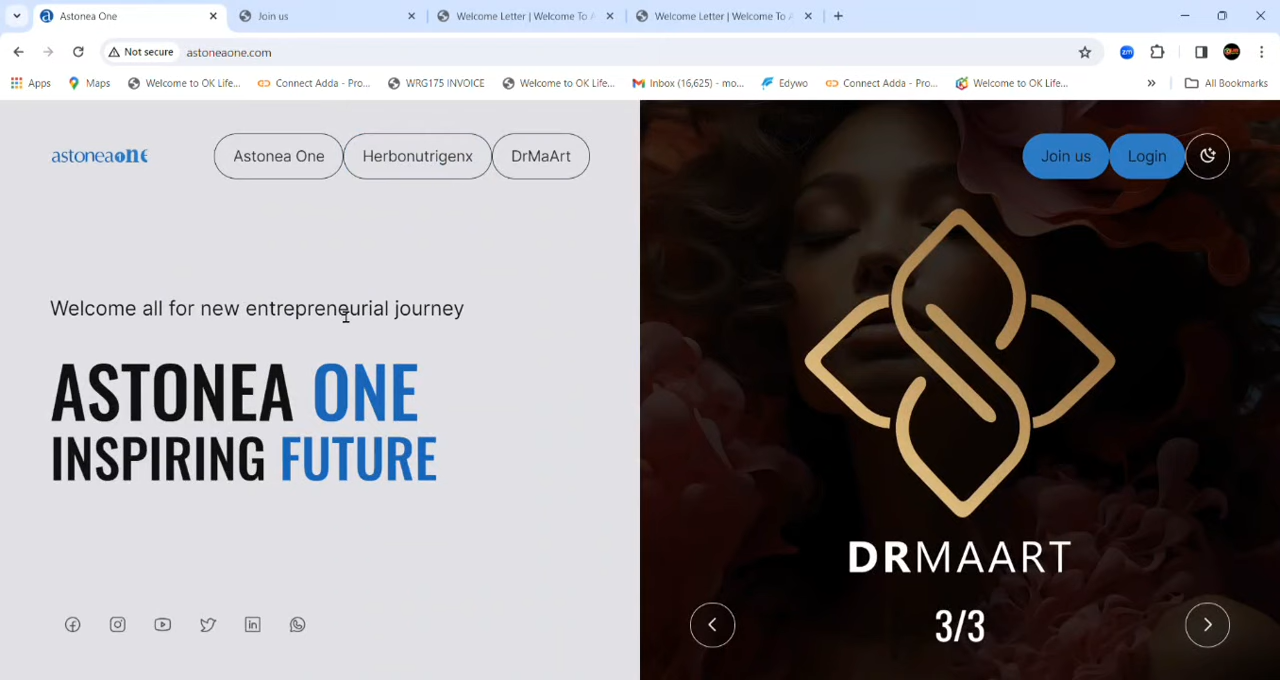 Astonea One
Join us
Welcome Letter | Welcome To A
Welcome Letter | Welcome To A
Not secure
astoneaone.com
Apps
Maps
Welcome to OK Life...
Connect Adda - Pro...
WRG175 INVOICE
Welcome to OK Life...
Inbox (16,625) - mo...
Edywo
Connect Adda - Pro...
Welcome to OK Life...
All Bookmarks
astoneaone
Astonea One
Herbonutrigenx
DrMaArt
Join us
Login
Welcome all for new entrepreneurial journey
ASTONEA ONE
INSPIRING FUTURE
DRMAART
3/3